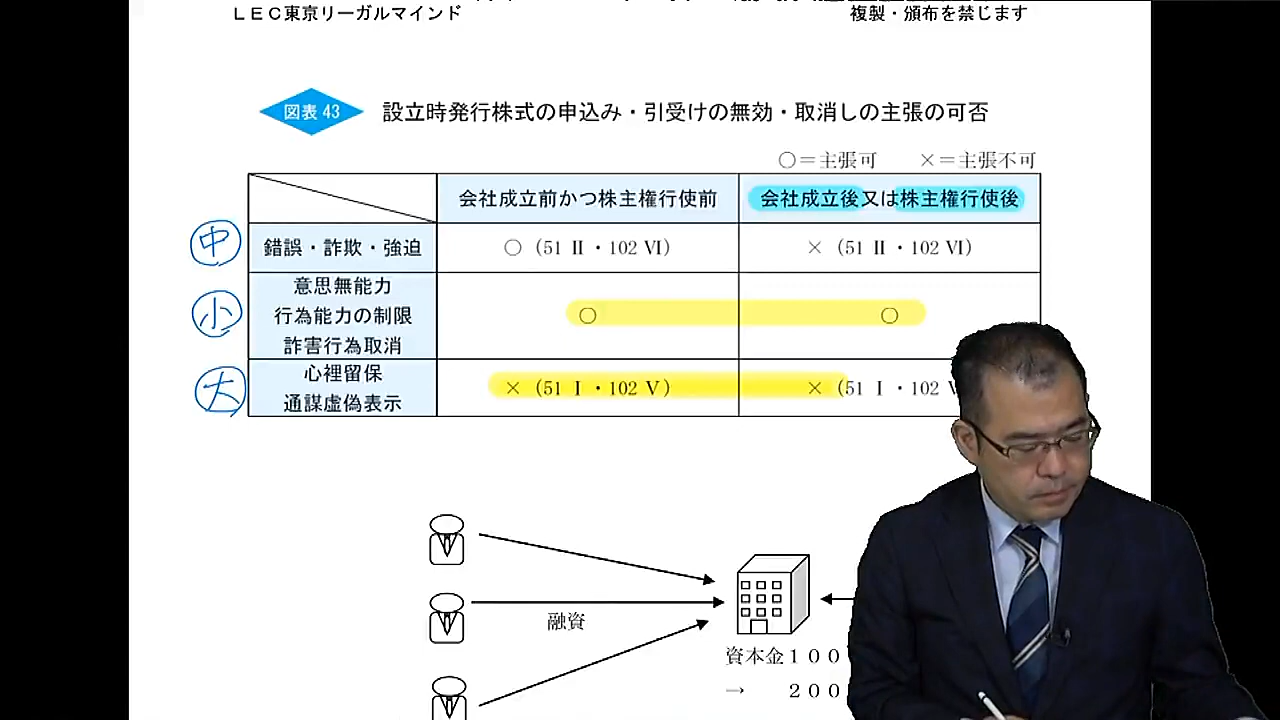 LEC東京リーガルマインド 複製・頒布を禁じます
図表 43 設立時発行株式の申込み・引受けの無効・取消しの主張の可否
○=主張可 ×=主張不可
会社成立前かつ株主権行使前 会社成立後又は株主権行使後
中 錯誤・詐欺・強迫 ○(51 Ⅱ・102 Ⅵ) ×(51 Ⅱ・102 Ⅵ)
意思無能力
小 行為能力の制限 ○ ○
詐害行為取消
心裡留保
大 × (51 Ⅰ・102 Ⅴ) × (51 Ⅰ・102
通謀虚偽表示
融資
資本金100
→ 200